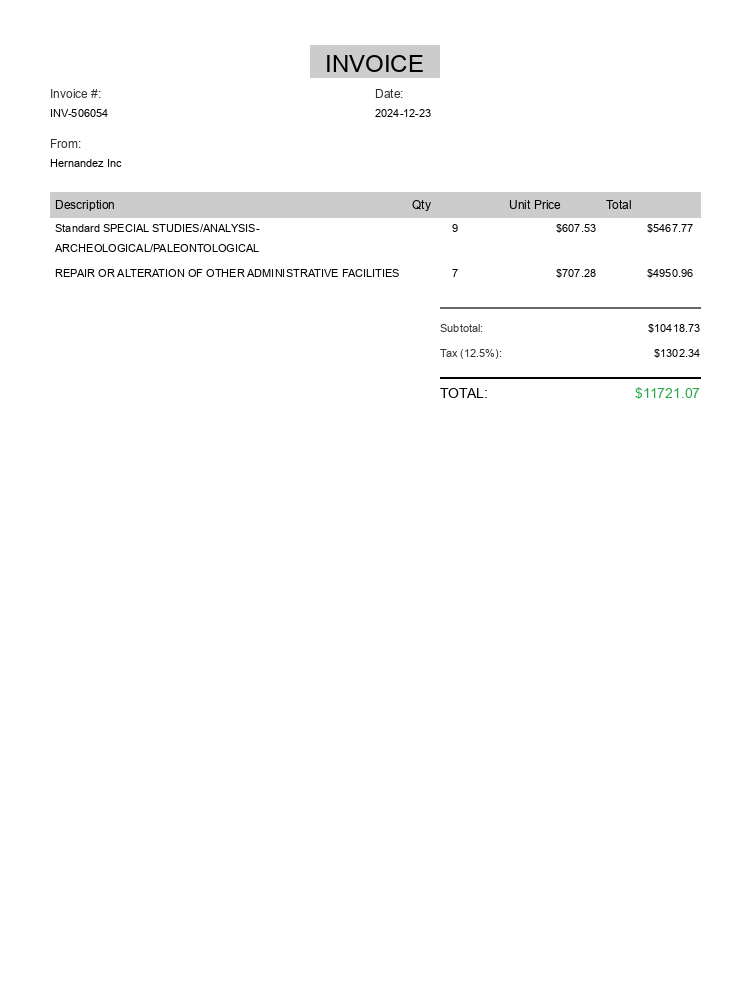 INVOICE
Invoice #: Date:
INV-506054 2024-12-23
From:
Hernandez Inc
Description Qty Unit Price Total
Standard SPECIAL STUDIES/ANALYSIS- 9 $607.53 $5467.77
ARCHEOLOGICAL/PALEONTOLOGICAL
REPAIR OR ALTERATION OF OTHER ADMINISTRATIVE FACILITIES 7 $707.28 $4950.96
Subtotal: $10418.73
Tax (12.5%): $1302.34
TOTAL: $11721.07